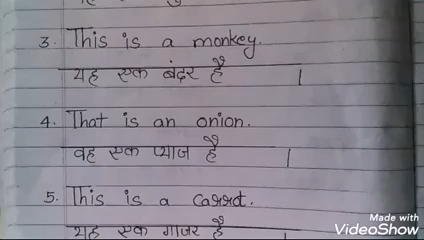 3. This is a monkey.
यह एक बंदर है |
4. That is an onion.
वह एक प्याज है |
5. This is a carrot.
यह एक गाजर है |
Made with
VideoShow